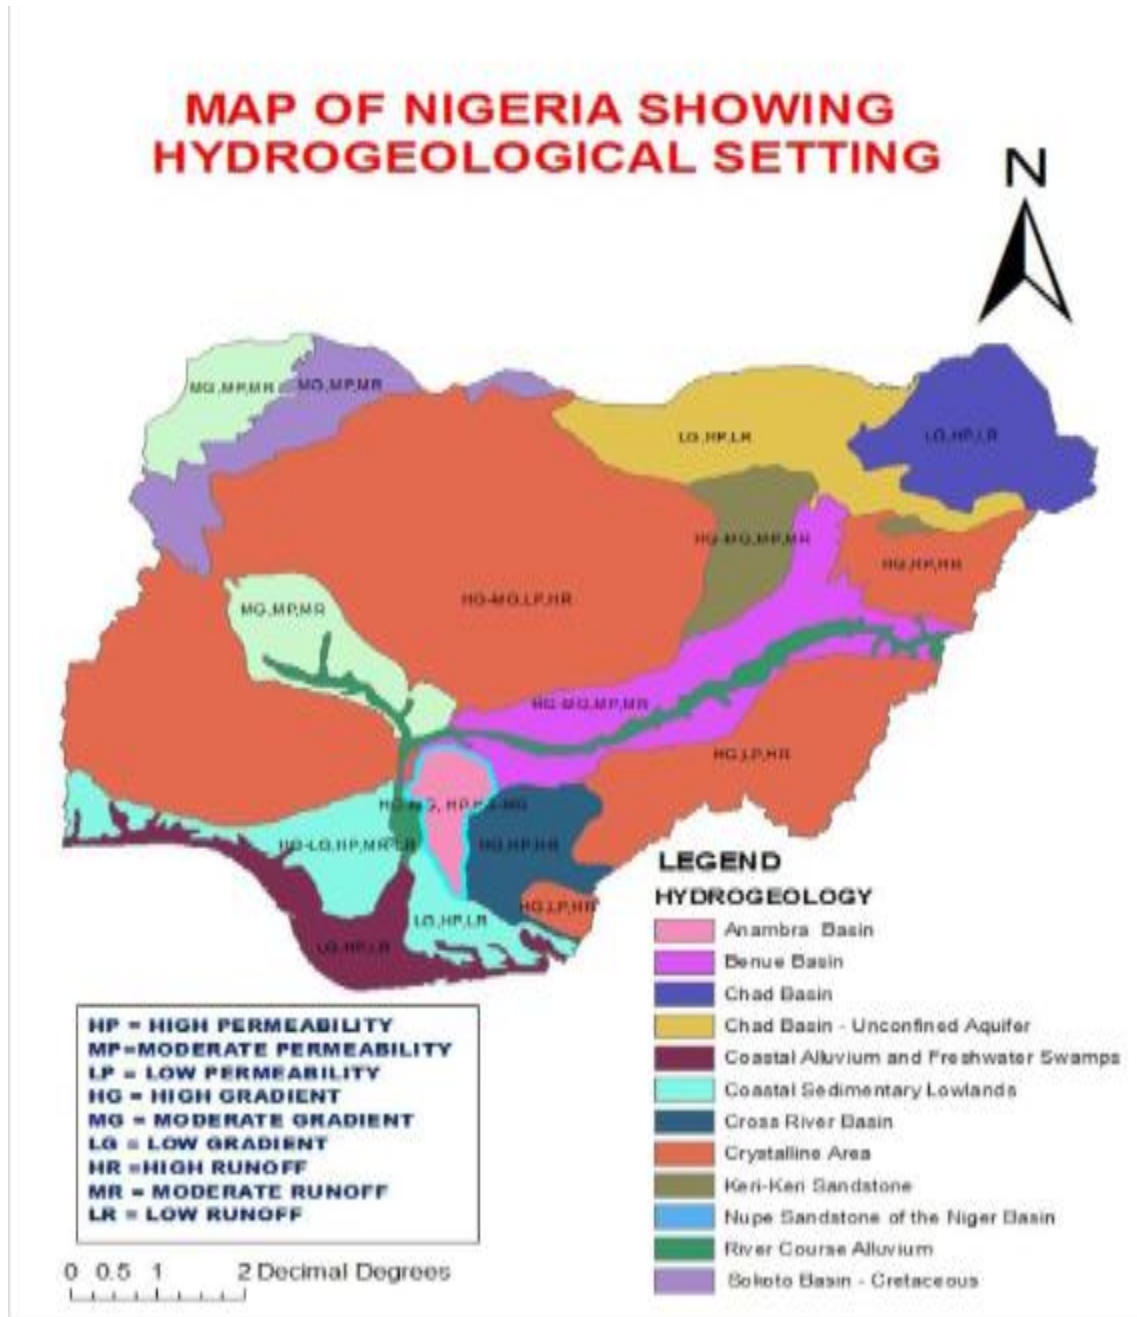 MAP OF NIGERIA SHOWING
HYDROGEOLOGICAL SETTING
N
MG,MP,MR
MG,MP,MR
LG,HP,LR
LG,HP,LR
HG-MG,MP,MR
HG,HP,HR
HG-MG,LP,HR
MG,MP,MR
HG-MG,MP,MR
HG,LP,HR
HG-LG,HP,MR-LR
HG,HP,HR
HG,LP,HR
LG,HP,LR
LG-HP,LR
LEGEND
HYDROGEOLOGY
Anambra Basin
Benue Basin
Chad Basin
Chad Basin - Unconfined Aquifer
Coastal Alluvium and Freshwater Swamps
Coastal Sedimentary Lowlands
Cross River Basin
Crystalline Area
Keri-Keri Sandstone
Nupe Sandstone of the Niger Basin
River Course Alluvium
Sokoto Basin - Cretaceous
HP = HIGH PERMEABILITY
MP=MODERATE PERMEABILITY
LP = LOW PERMEABILITY
HG = HIGH GRADIENT
MG = MODERATE GRADIENT
LG = LOW GRADIENT
HR =HIGH RUNOFF
MR = MODERATE RUNOFF
LR = LOW RUNOFF
0 0.5 1 2 Decimal Degrees